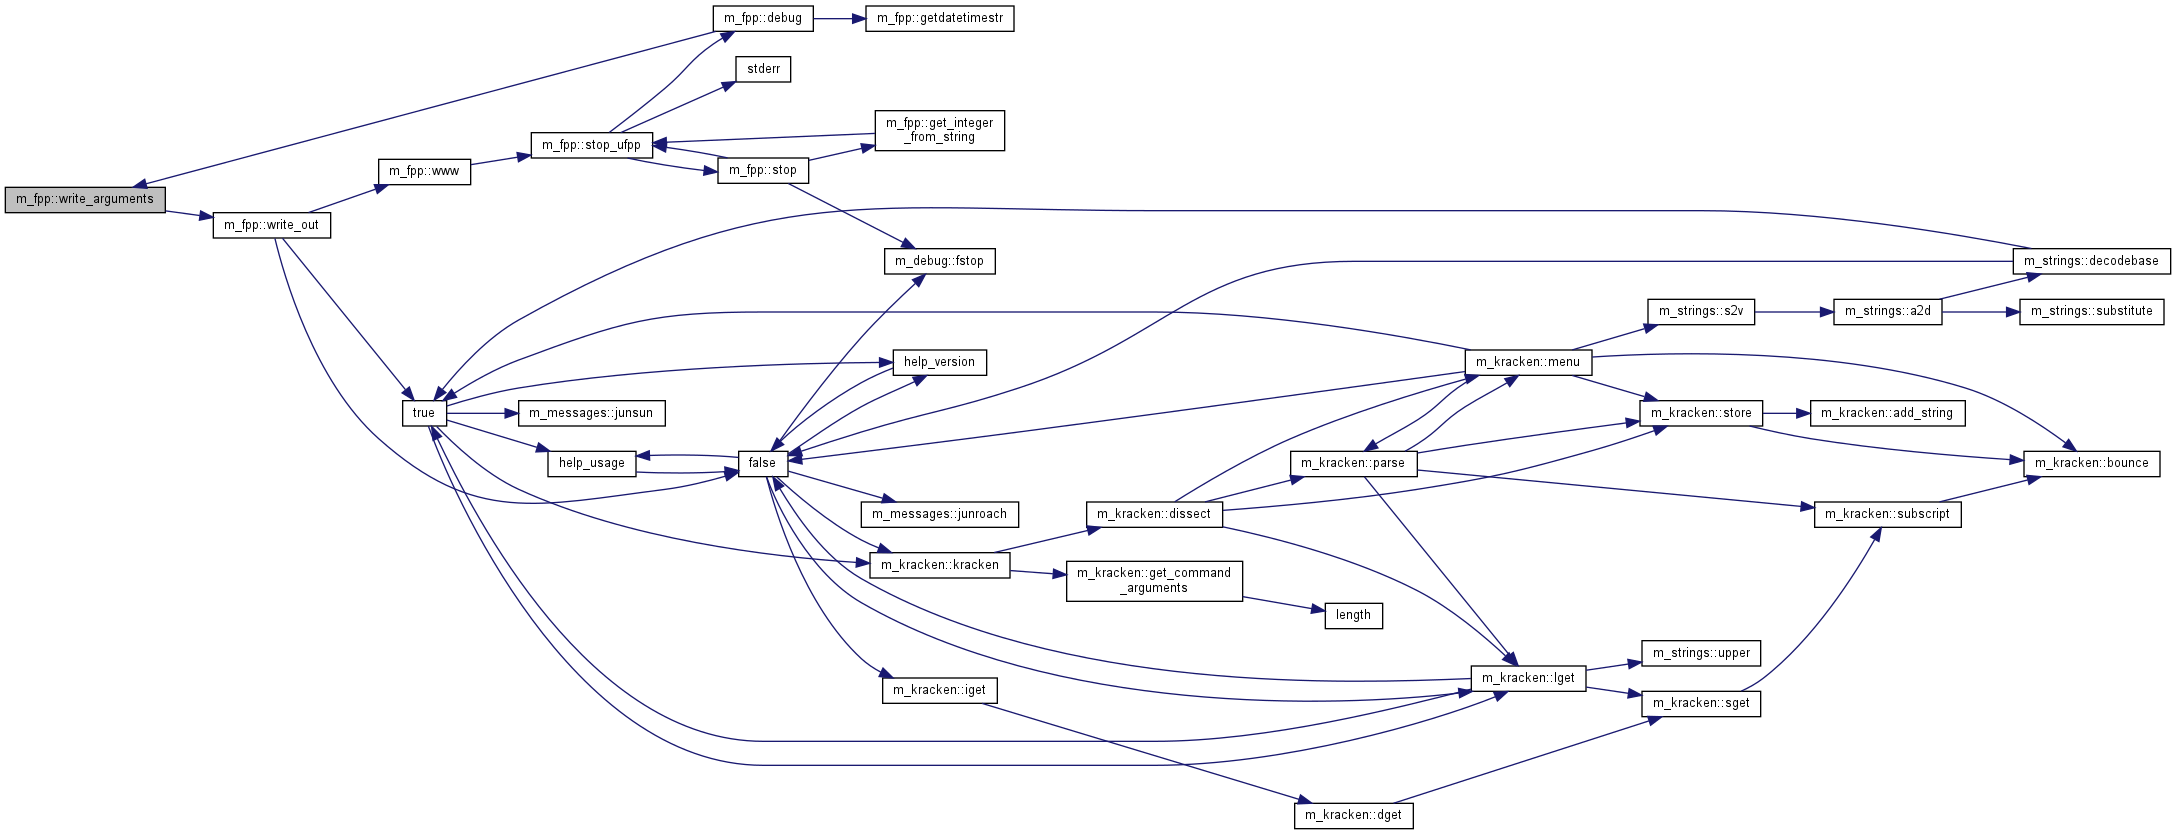 m_fpp::debug
m_fpp::getdatetimestr
stderr
m_fpp::get_integer
_from_string
m_fpp::stop_ufpp
m_fpp::www
m_fpp::stop
m_fpp::write_arguments
m_fpp::write_out
m_debug::fstop
m_strings::decodebase
m_strings::s2v
m_strings::a2d
m_strings::substitute
help_version
m_kracken::menu
true
m_messages::junsun
m_kracken::store
m_kracken::add_string
help_usage
false
m_kracken::parse
m_kracken::bounce
m_messages::junroach
m_kracken::dissect
m_kracken::subscript
m_kracken::kracken
m_kracken::get_command
_arguments
length
m_strings::upper
m_kracken::lget
m_kracken::iget
m_kracken::sget
m_kracken::dget